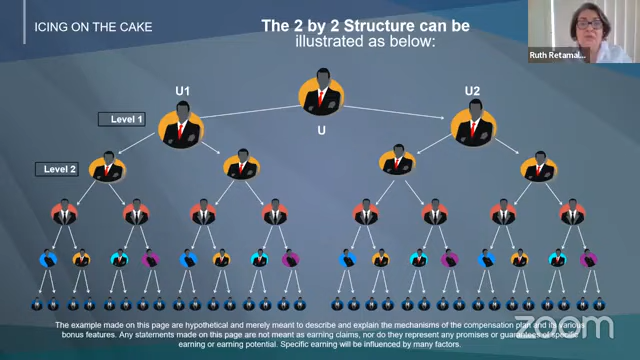 ICING ON THE CAKE
The 2 by 2 Structure can be
illustrated as below:
Ruth Retamal...
U1
U2
Level 1
U
Level 2
zoom
The example made on this page are hypothetical and merely meant to describe and explain the mechanisms of the compensation plan and its various
bonus features. Any statements made on this page are not meant as earning claims, nor do they represent any promises or guarantees of specific
earning or earning potential. Specific earning will be influenced by many factors.